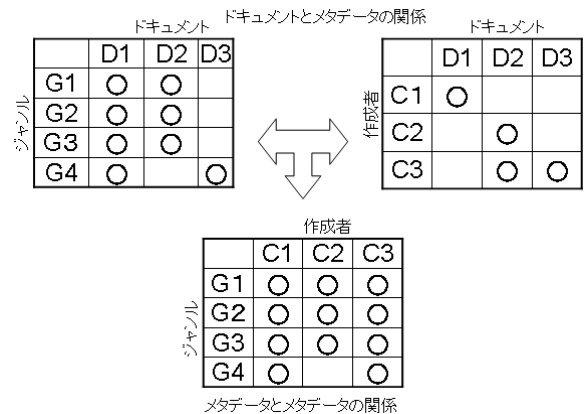 ドキュメントとメタデータの関係
ドキュメント
D1 D2 D3
ジャンル
G1 ○ ○
G2 ○ ○
G3 ○ ○
G4 ○ ○
ドキュメント
D1 D2 D3
作成者
C1 ○
C2 ○
C3 ○ ○
作成者
C1 C2 C3
ジャンル
G1 ○ ○ ○
G2 ○ ○ ○
G3 ○ ○ ○
G4 ○ ○
メタデータとメタデータの関係